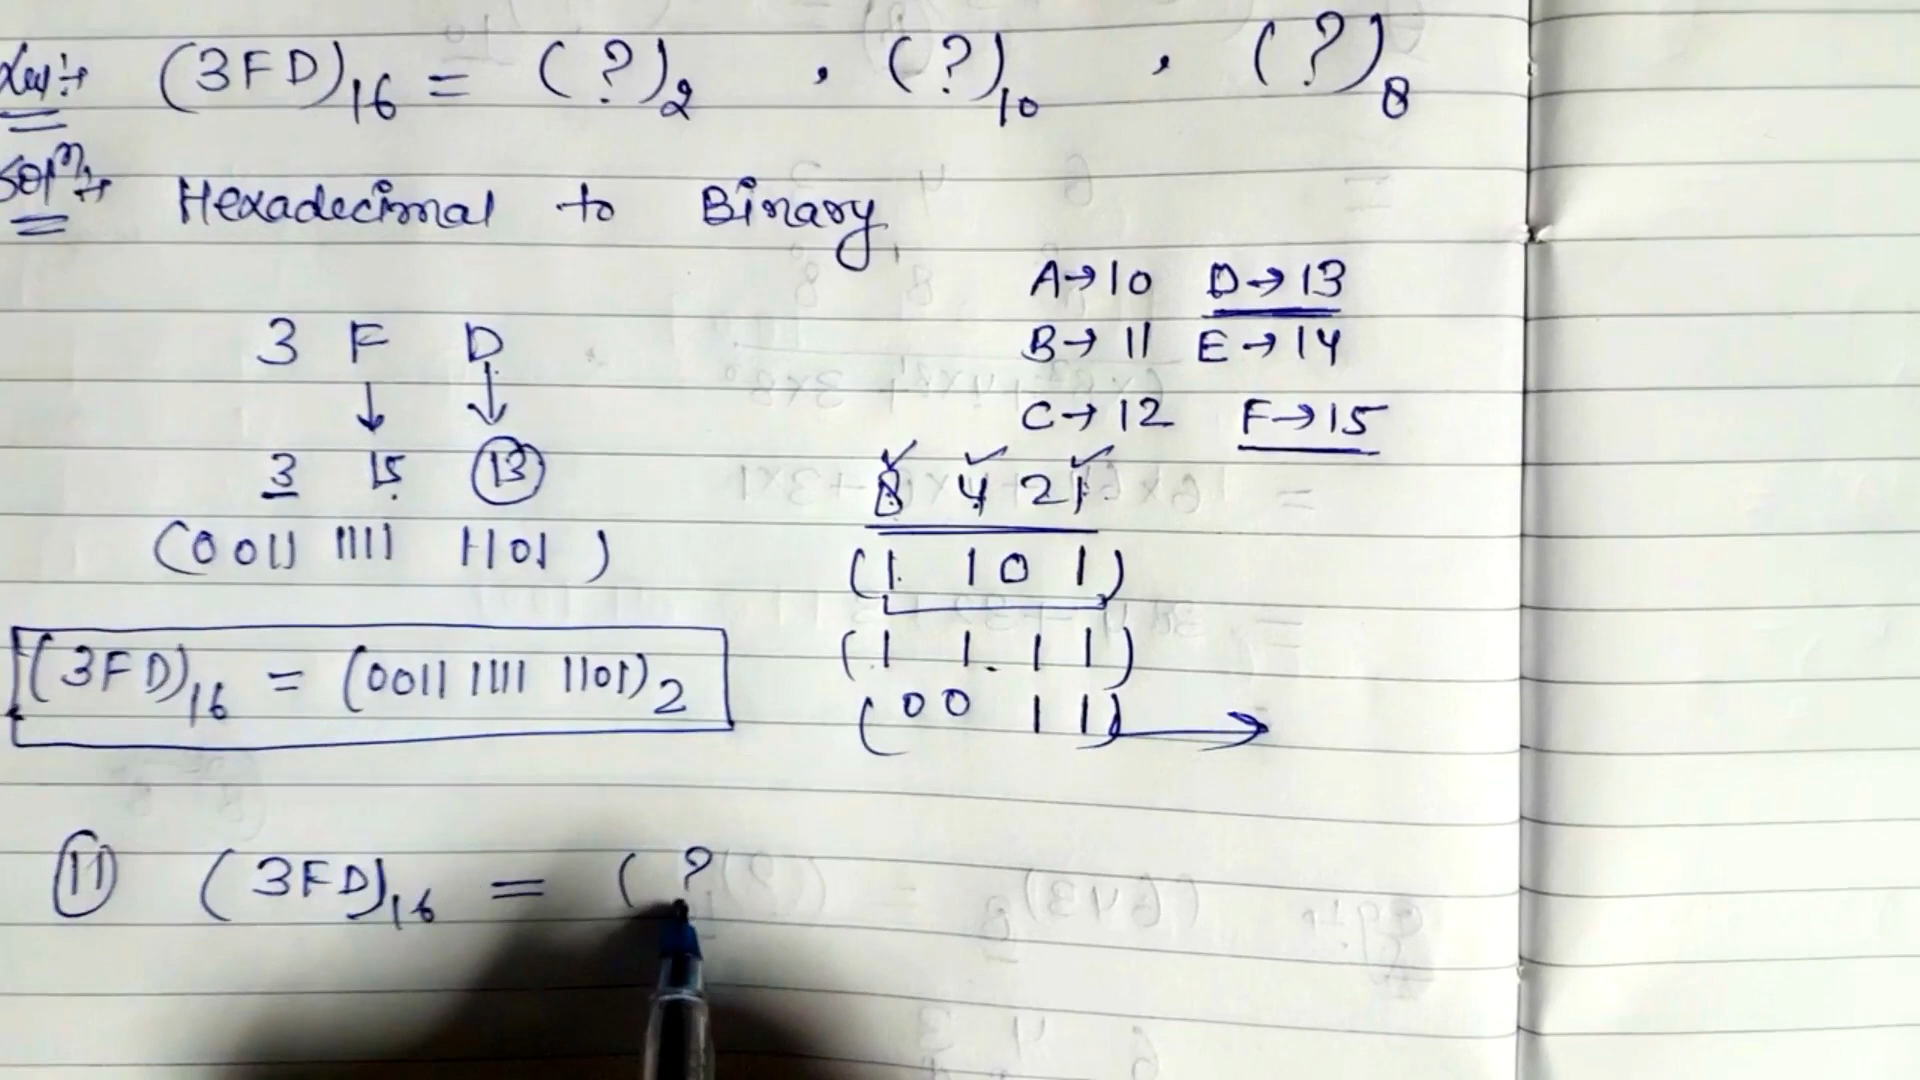 (3FD)16 = (?)2 , (?)10 , (?)8
Solⁿ:- Hexadecimal to Binary
A→10 D→13
B→11 E→14
C→12 F→15
3 F D
↓ ↓
3 15 13
(0011 1111 1101)
(3FD)16 = (0011 1111 1101)2
8 4 2 1
(1 1 0 1)
(1 1 1 1)
(0 0 1 1)→
(3FD)16 = (?